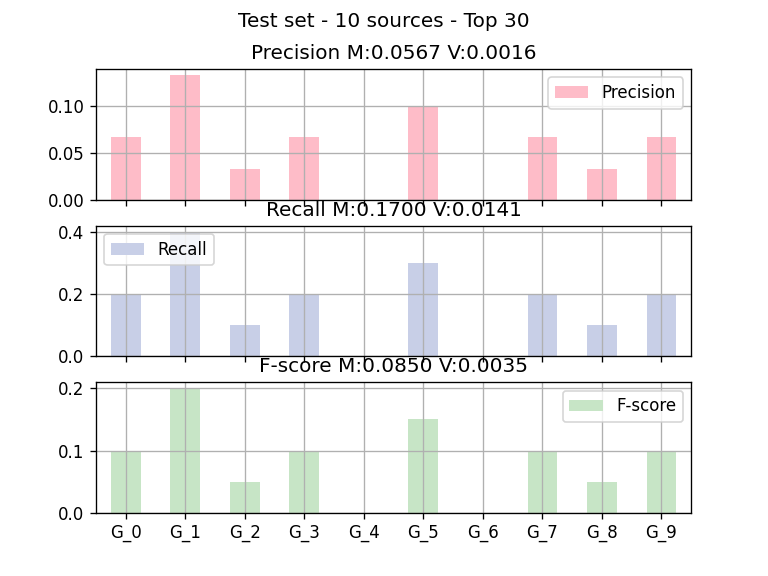 Test set - 10 sources - Top 30
Precision M:0.0567 V:0.0016
Precision
0.10
0.05
0.00
Recall M:0.1700 V:0.0141
Recall
0.4
0.2
0.0
F-score M:0.0850 V:0.0035
F-score
0.2
0.1
0.0
G_0 G_1 G_2 G_3 G_4 G_5 G_6 G_7 G_8 G_9